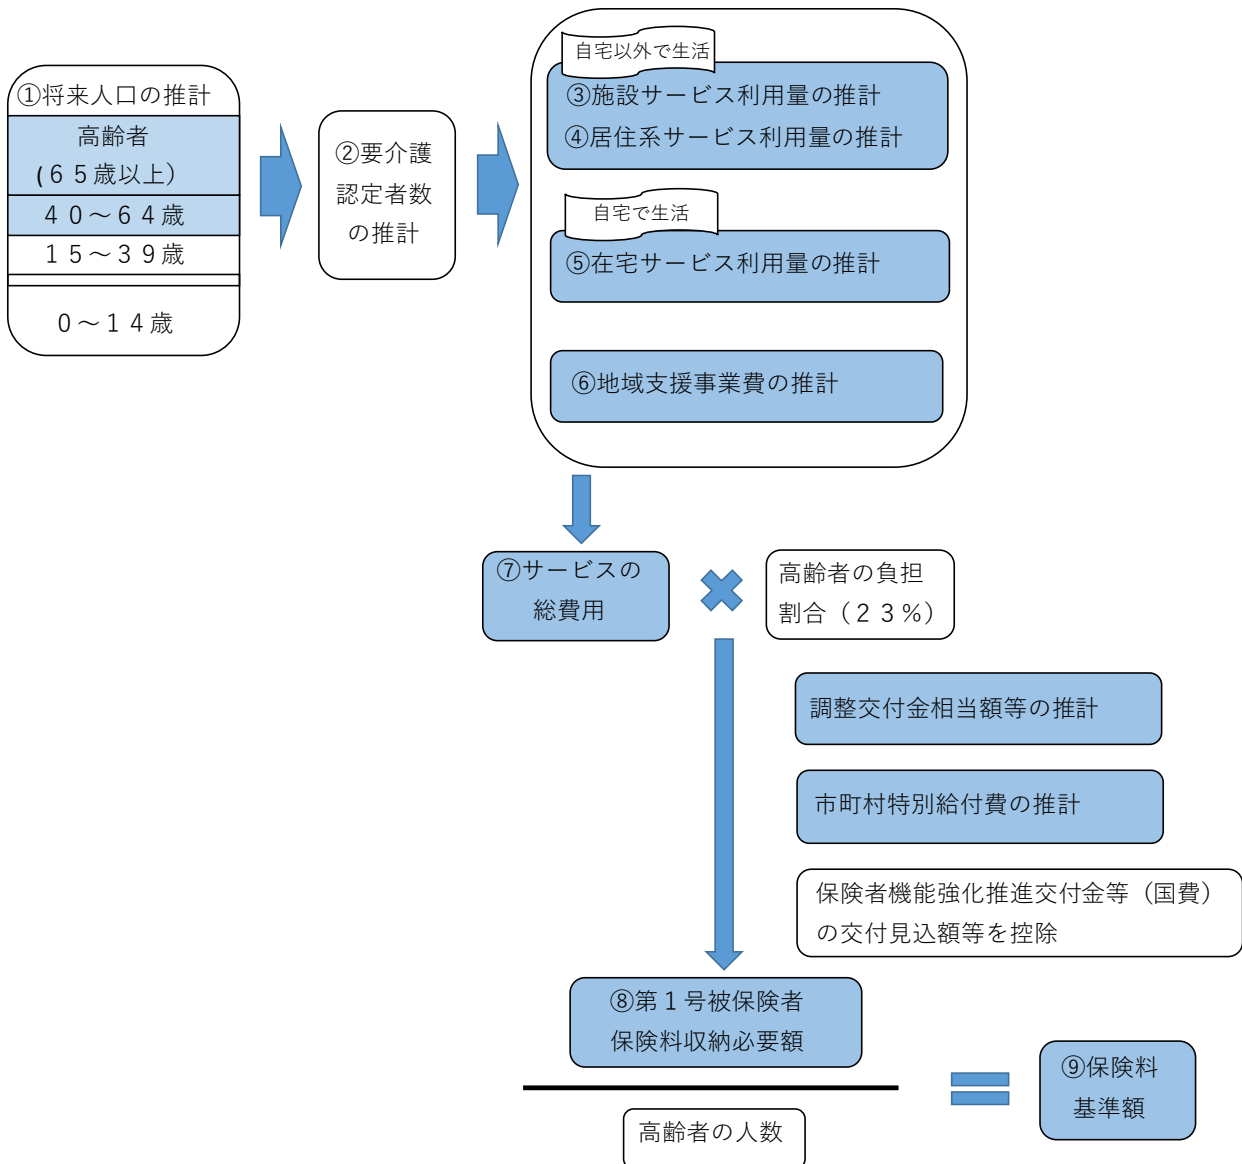 ①将来人口の推計
高齢者
(６５歳以上)
４０～６４歳
１５～３９歳
０～１４歳
②要介護
認定者数
の推計
自宅以外で生活
③施設サービス利用量の推計
④居住系サービス利用量の推計
自宅で生活
⑤在宅サービス利用量の推計
⑥地域支援事業費の推計
⑦サービスの
総費用
高齢者の負担
割合（２３%）
調整交付金相当額等の推計
市町村特別給付費の推計
保険者機能強化推進交付金等（国費）
の交付見込額等を控除
⑧第１号被保険者
保険料収納必要額
高齢者の人数
⑨保険料
基準額